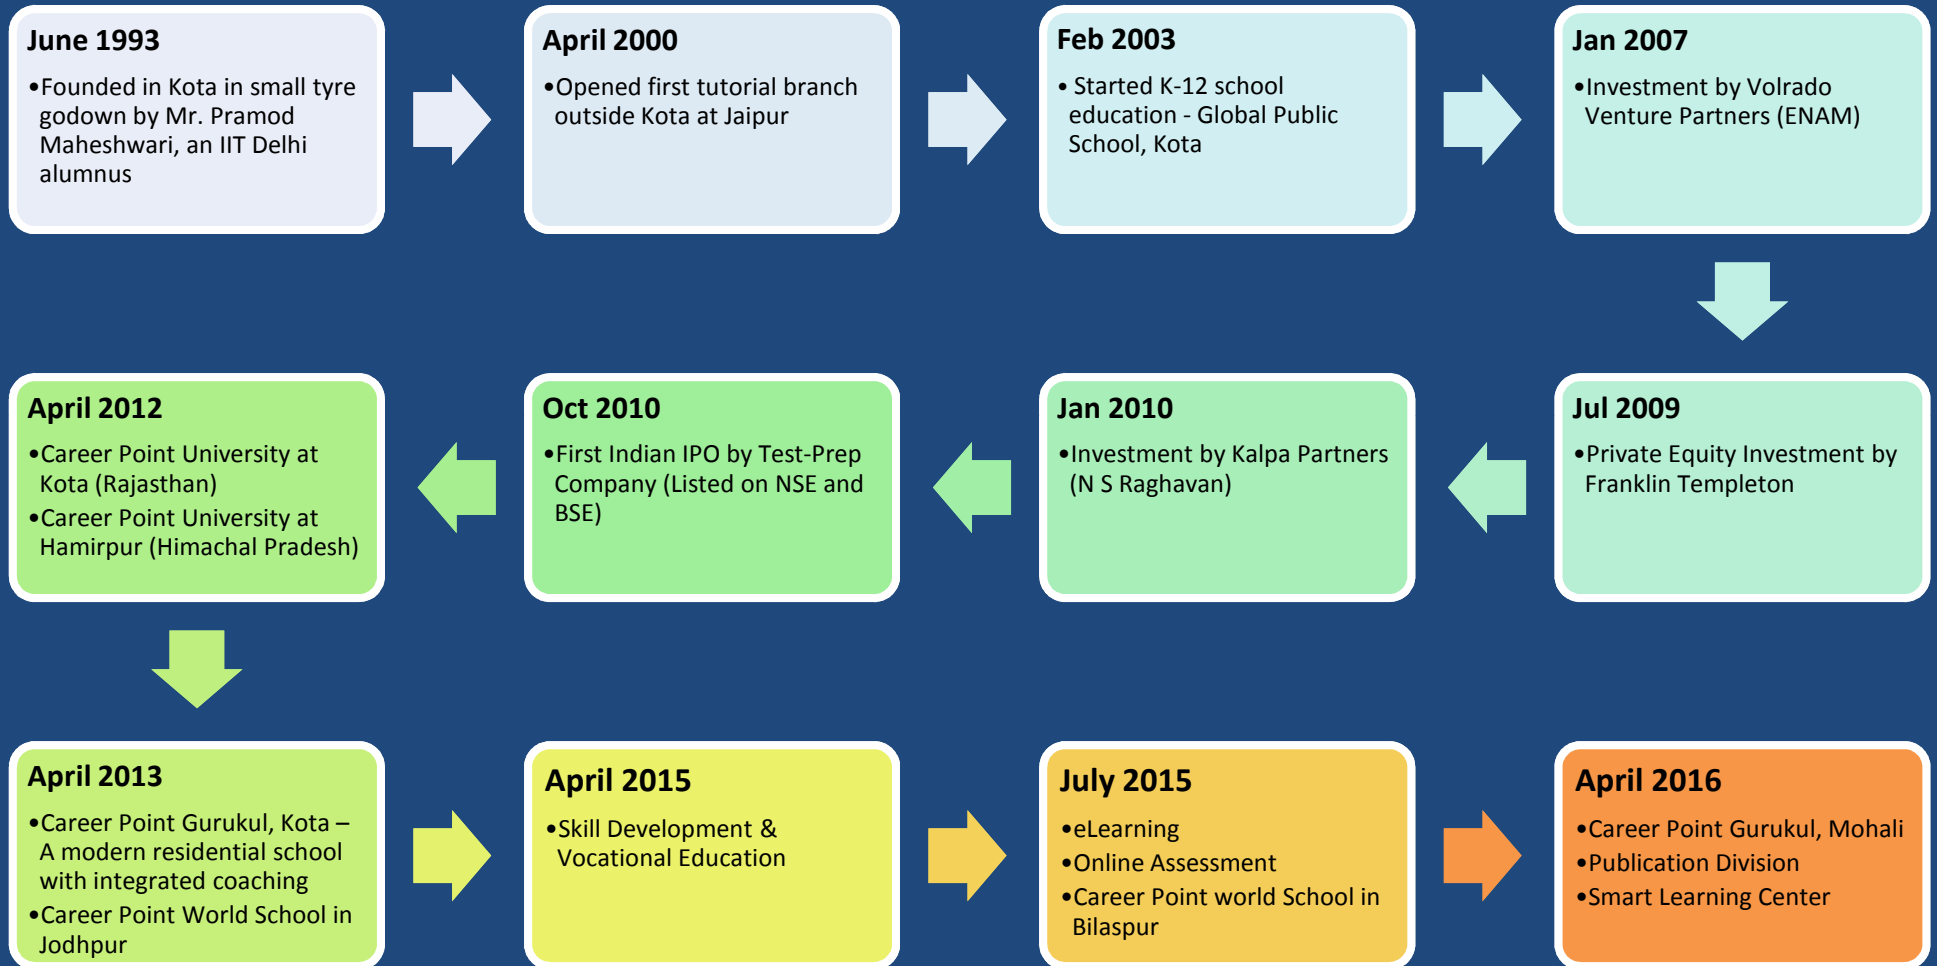 June 1993
•Founded in Kota in small tyre
godown by Mr. Pramod
Maheshwari, an IIT Delhi
alumnus
April 2000
•Opened first tutorial branch
outside Kota at Jaipur
Feb 2003
• Started K-12 school
education - Global Public
School, Kota
Jan 2007
•Investment by Volrado
Venture Partners (ENAM)
Jul 2009
•Private Equity Investment by
Franklin Templeton
Jan 2010
•Investment by Kalpa Partners
(N S Raghavan)
Oct 2010
•First Indian IPO by Test-Prep
Company (Listed on NSE and
BSE)
April 2012
•Career Point University at
Kota (Rajasthan)
•Career Point University at
Hamirpur (Himachal Pradesh)
April 2013
•Career Point Gurukul, Kota –
A modern residential school
with integrated coaching
•Career Point World School in
Jodhpur
April 2015
•Skill Development &
Vocational Education
July 2015
•eLearning
•Online Assessment
•Career Point world School in
Bilaspur
April 2016
•Career Point Gurukul, Mohali
•Publication Division
•Smart Learning Center